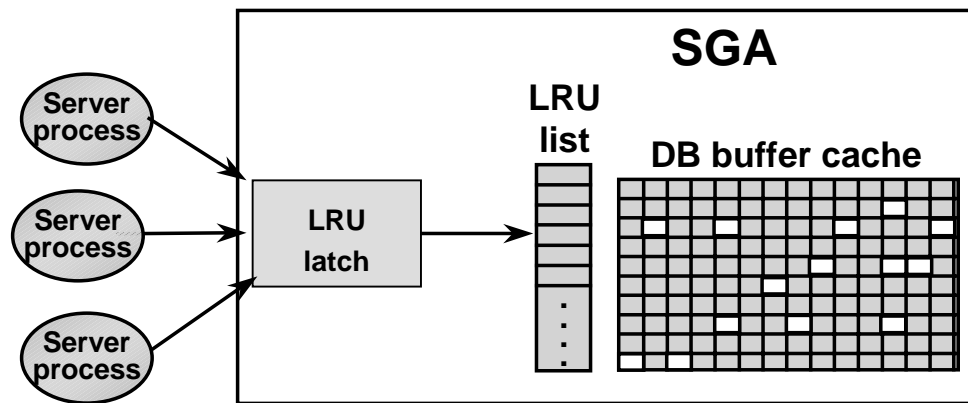 SGA
Server
process
Server
process
Server
process
LRU
latch
LRU
list
DB buffer cache